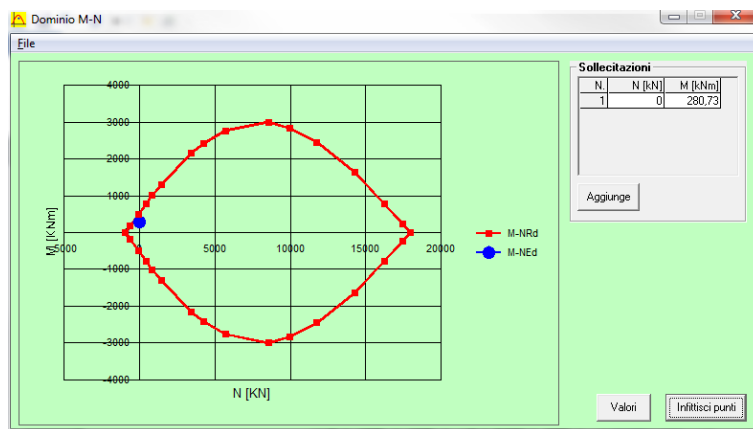 Dominio M-N
File
4000
3000
2000
1000
0
-1000
-2000
-3000
-4000
M [kNm]
-5000
0
5000
10000
15000
20000
N [KN]
M-NRd
M-NEd
Sollecitazioni
N. N [kN] M [kNm]
1 0 280,73
Aggiunge
Valori
Infittisci punti